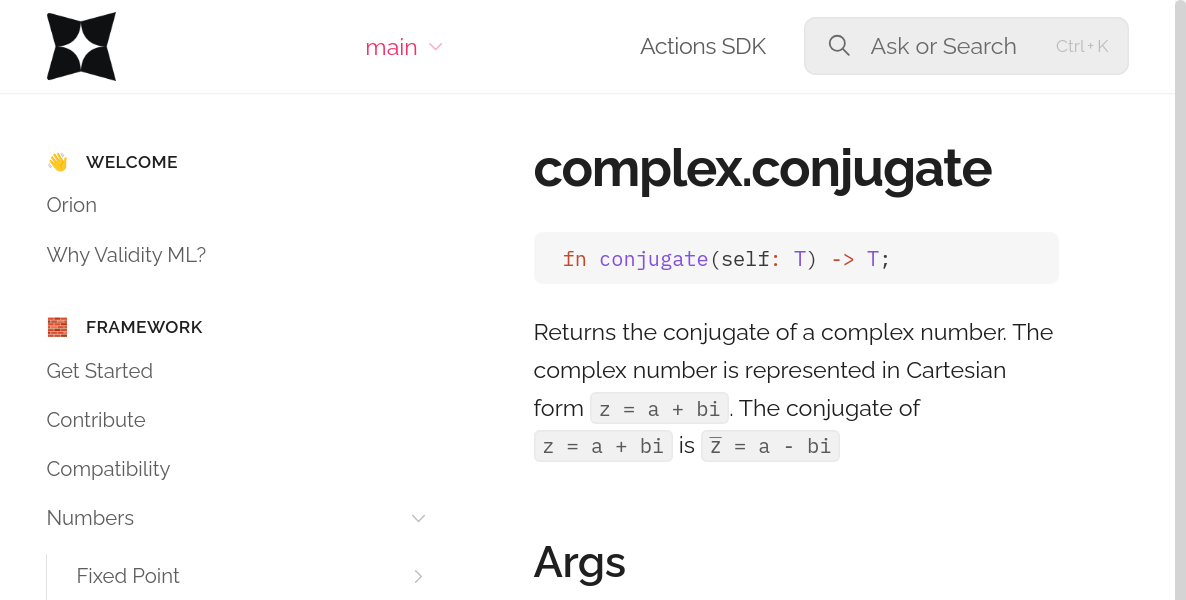 main
Actions SDK
Ask or Search
Ctrl + K
👋 WELCOME
Orion
Why Validity ML?
🧱 FRAMEWORK
Get Started
Contribute
Compatibility
Numbers
Fixed Point
complex.conjugate
fn conjugate(self: T) -> T;
Returns the conjugate of a complex number. The
complex number is represented in Cartesian
form z = a + bi. The conjugate of
z = a + bi is z̅ = a - bi
Args